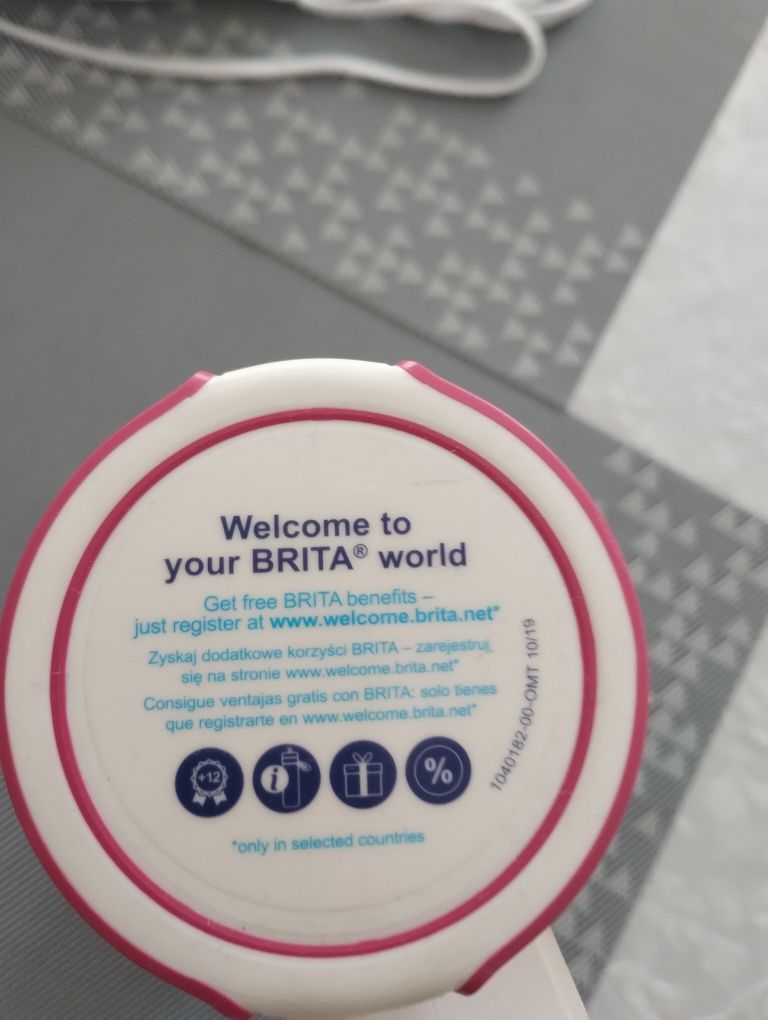 Welcome to
your BRITA® world
Get free BRITA benefits –
just register at www.welcome.brita.net*
Zyskaj dodatkowe korzyści BRITA – zarejestruj
się na stronie www.welcome.brita.net*
Consigue ventajas gratis con BRITA: solo tienes
que registrarte en www.welcome.brita.net*
+12
i
%
*only in selected countries
1040182-00-OMT 10/19